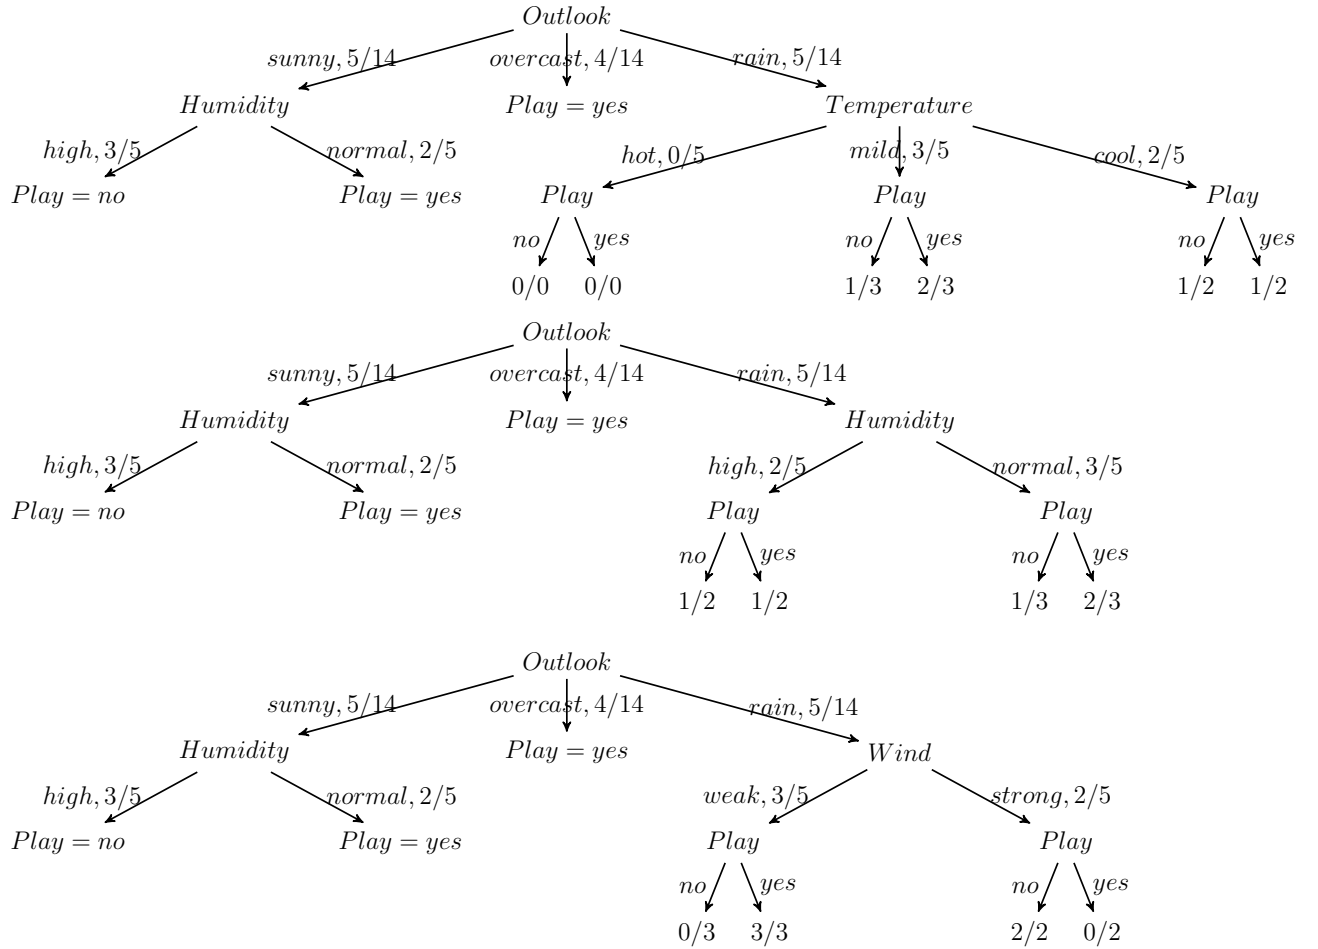 Outlook
sunny, 5/14 overcast, 4/14 rain, 5/14
Humidity Play = yes Temperature
high, 3/5 normal, 2/5 hot, 0/5 mild, 3/5 cool, 2/5
Play = no Play = yes Play Play Play
no yes no yes no yes
0/0 0/0 1/3 2/3 1/2 1/2
Outlook
sunny, 5/14 overcast, 4/14 rain, 5/14
Humidity Play = yes Humidity
high, 3/5 normal, 2/5 high, 2/5 normal, 3/5
Play = no Play = yes Play Play
no yes no yes
1/2 1/2 1/3 2/3
Outlook
sunny, 5/14 overcast, 4/14 rain, 5/14
Humidity Play = yes Wind
high, 3/5 normal, 2/5 weak, 3/5 strong, 2/5
Play = no Play = yes Play Play
no yes no yes
0/3 3/3 2/2 0/2